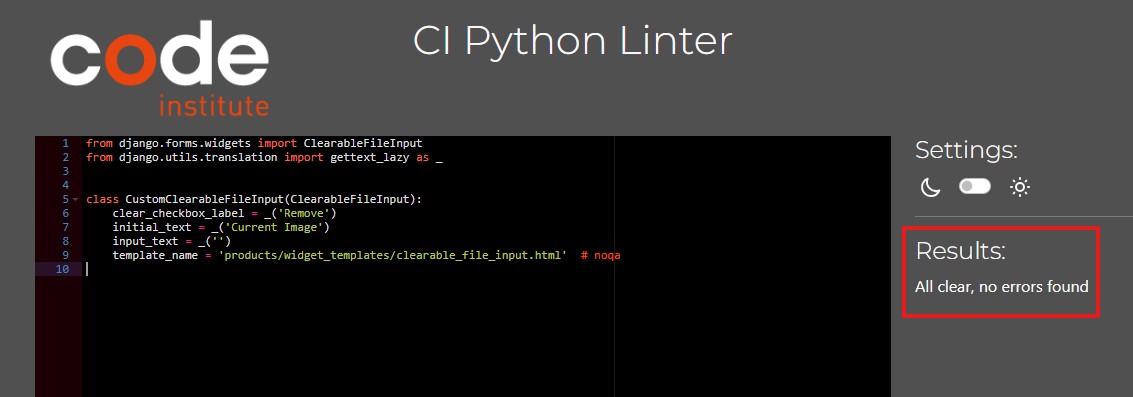 code
institute
CI Python Linter
1 from django.forms.widgets import ClearableFileInput
2 from django.utils.translation import gettext_lazy as _
3
4
5 class CustomClearableFileInput(ClearableFileInput):
6     clear_checkbox_label = _('Remove')
7     initial_text = _('Current Image')
8     input_text = _('')
9     template_name = 'products/widget_templates/clearable_file_input.html'  # noqa
10
Settings:
Results:
All clear, no errors found